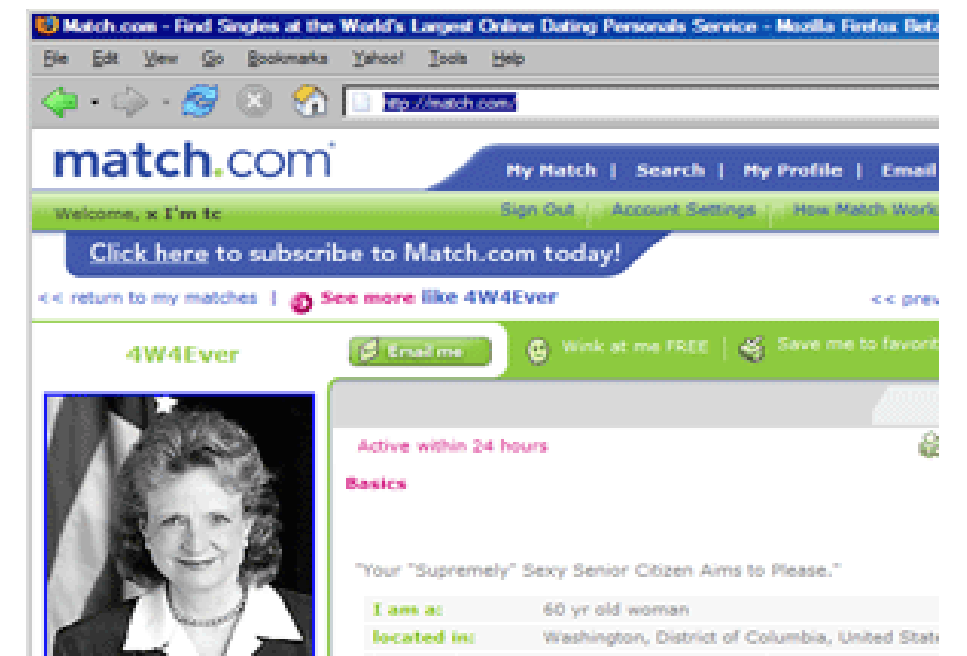 Match.com - Find Singles at the World's Largest Online Dating Personals Service - Mozilla Firefox Beta
File Edit View Go Bookmarks Yahoo! Tools Help
http://match.com/
match.com
My Match | Search | My Profile | Email
Welcome, x I'm tc
Sign Out | Account Settings | How Match Work
Click here to subscribe to Match.com today!
<< return to my matches | See more like 4W4Ever << prev
4W4Ever
Email me
Wink at me FREE | Save me to favorit
Active within 24 hours
Basics
"Your "Supremely" Sexy Senior Citizen Aims to Please."
I am a: 60 yr old woman
located in: Washington, District of Columbia, United State